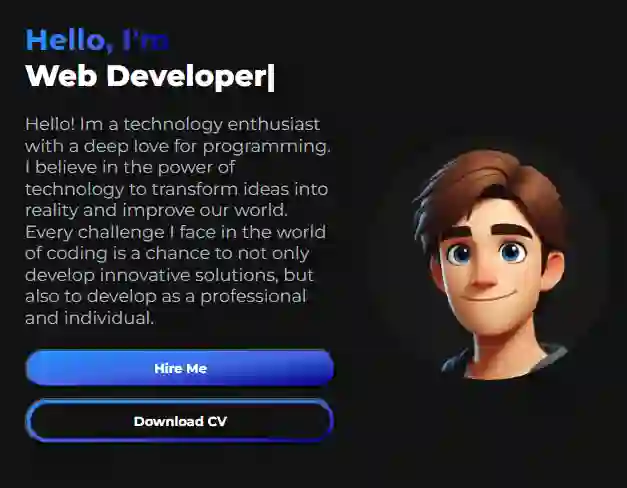 Hello, I'm
Web Developer|
Hello! Im a technology enthusiast
with a deep love for programming.
I believe in the power of
technology to transform ideas into
reality and improve our world.
Every challenge I face in the world
of coding is a chance to not only
develop innovative solutions, but
also to develop as a professional
and individual.
Hire Me
Download CV